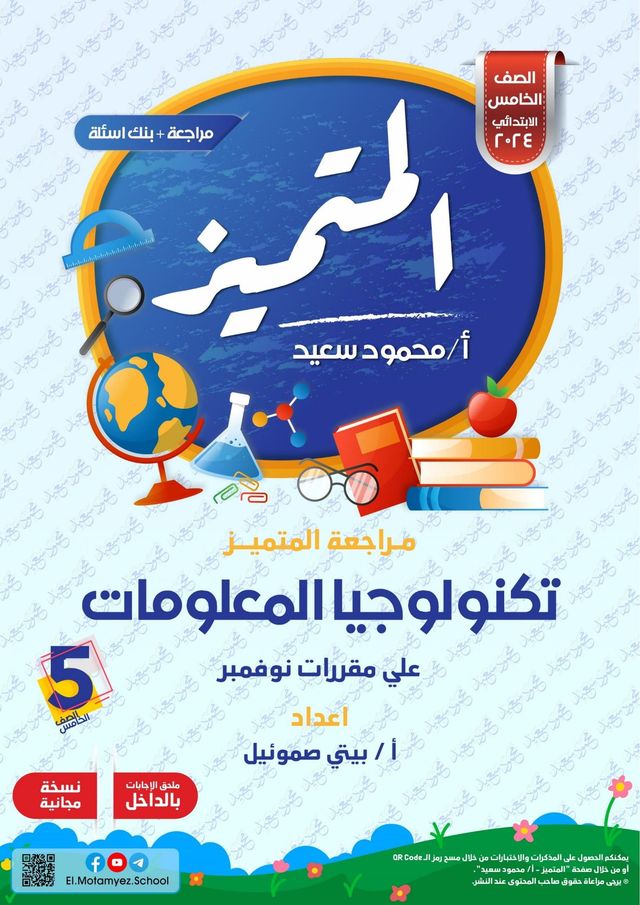 الصف
الخامس
الابتدائي
٢٠٢٤
مراجعة + بنك اسئلة
المتميز
أ/ محمود سعيد
مراجعة المتميز
تكنولوجيا المعلومات
علي مقررات نوفمبر
5
الصف
الخامس
اعداد
أ / بيتي صموئيل
ملحق الإجابات
بالداخل
نسخة
مجانية
يمكنكم الحصول على المذكرات والاختبارات من خلال مسح رمز الـ QR Code
أو من خلال صفحة "المتميز - أ/ محمود سعيد".
® يرجى مراعاة حقوق صاحب المحتوى عند النشر.
El.Motamyez.School